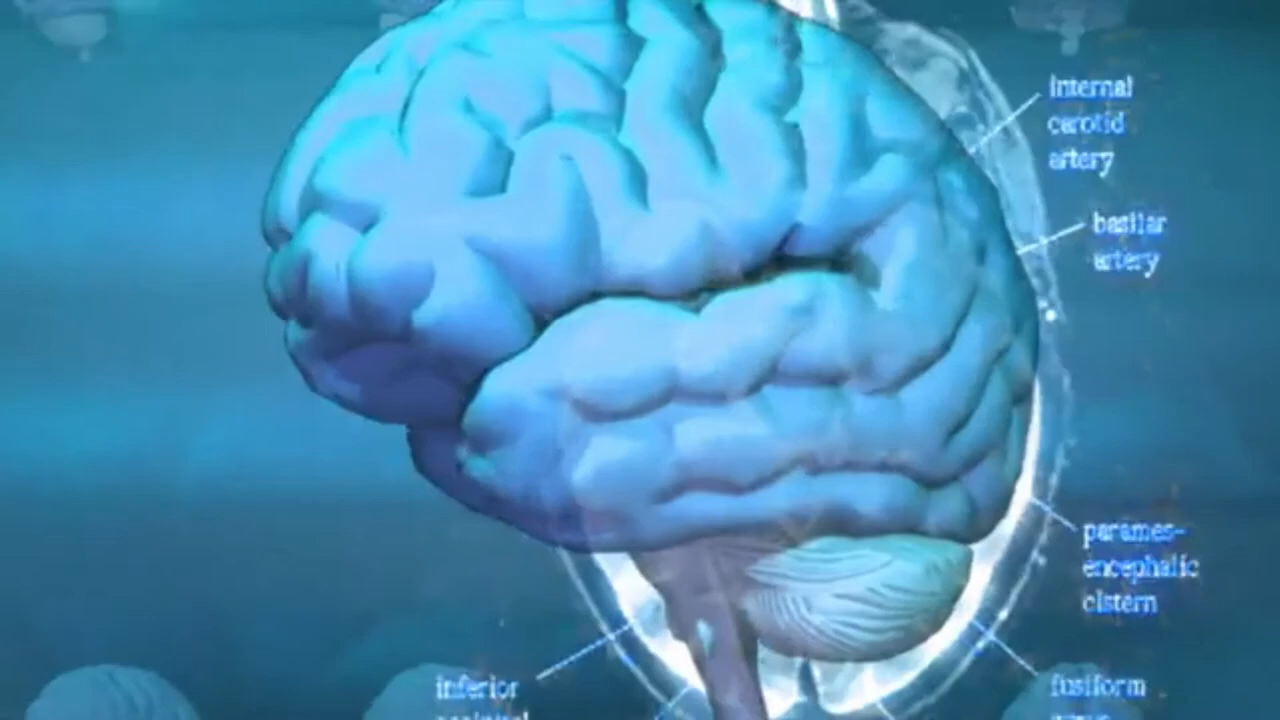 internal
carotid
artery
basilar
artery
parames-
encephalic
cistern
inferior
fusiform